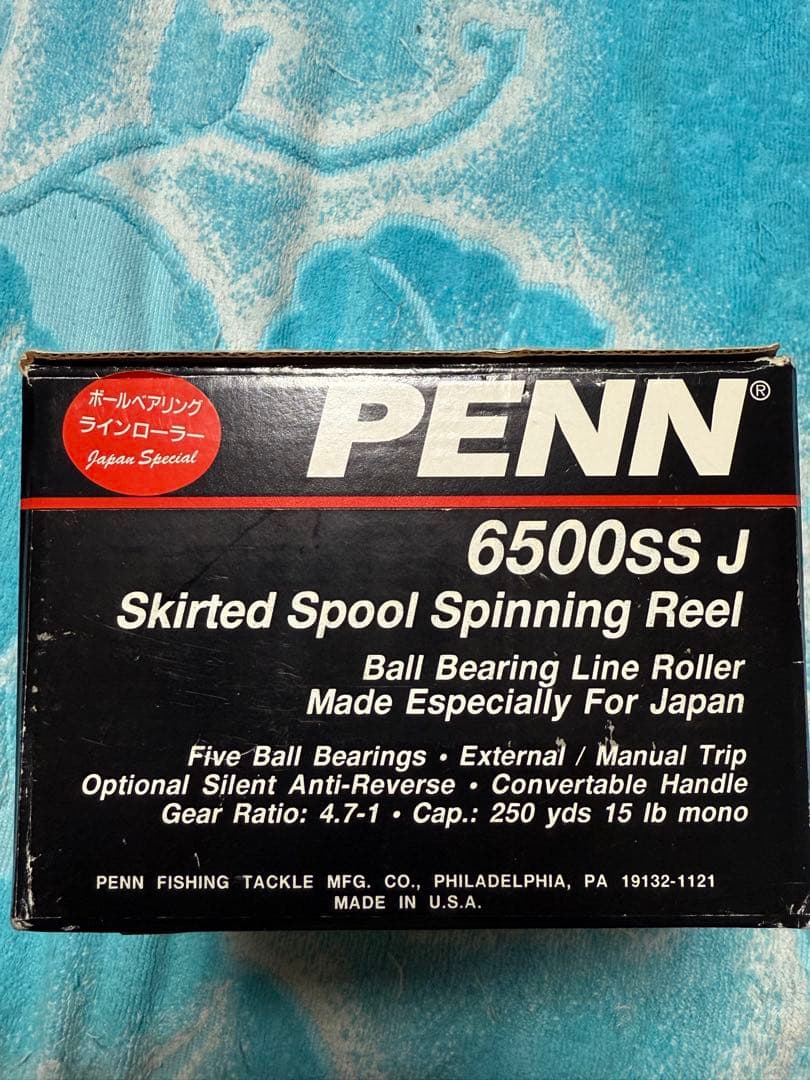 ボールベアリング
ラインローラー
Japan Special
PENN®
6500SS J
Skirted Spool Spinning Reel
Ball Bearing Line Roller
Made Especially For Japan
Five Ball Bearings • External / Manual Trip
Optional Silent Anti-Reverse • Convertable Handle
Gear Ratio: 4.7-1 • Cap.: 250 yds 15 lb mono
PENN FISHING TACKLE MFG. CO., PHILADELPHIA, PA 19132-1121
MADE IN U.S.A.